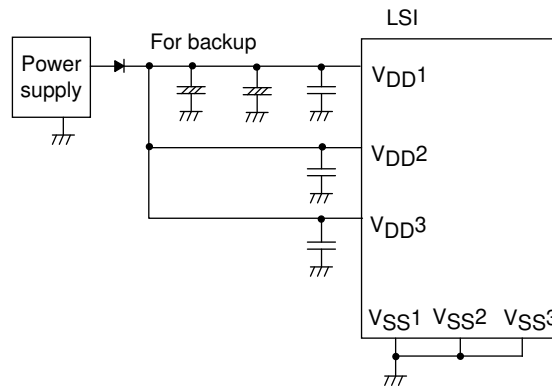 LSI
For backup
Power
supply
VDD1
VDD2
VDD3
VSS1 VSS2 VSS3